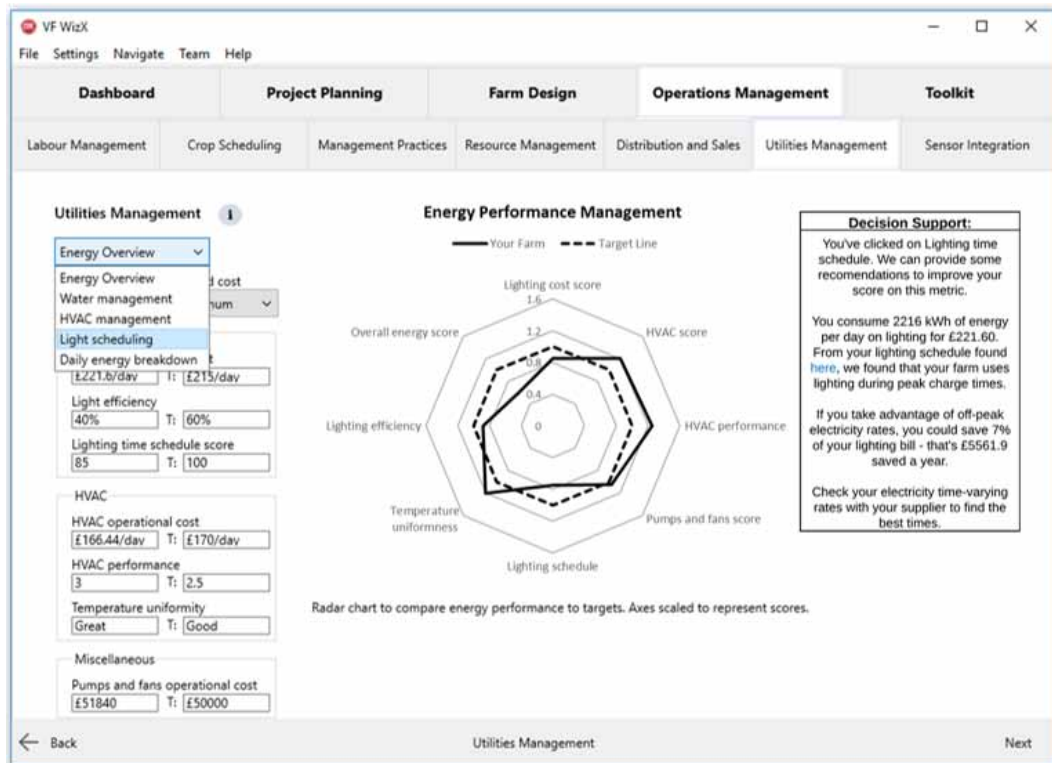 VF WizX
File Settings Navigate Team Help
Dashboard Project Planning Farm Design Operations Management Toolkit
Labour Management Crop Scheduling Management Practices Resource Management Distribution and Sales Utilities Management Sensor Integration
Utilities Management i
Energy Overview
Energy Overview
Water management
HVAC management
Light scheduling
Daily energy breakdown
cost
£221.6/day T: £215/day
Light efficiency
40% T: 60%
Lighting time schedule score
85 T: 100
HVAC
HVAC operational cost
£166.44/day T: £170/day
HVAC performance
3 T: 2.5
Temperature uniformity
Great T: Good
Miscellaneous
Pumps and fans operational cost
£51840 T: £50000
Energy Performance Management
Your Farm Target Line
Lighting cost score
1.6
Overall energy score
1.2
HVAC score
0.8
0.4
Lighting efficiency
0
HVAC performance
Temperature
uniformness
Pumps and fans score
Lighting schedule
Radar chart to compare energy performance to targets. Axes scaled to represent scores.
Decision Support:
You've clicked on Lighting time
schedule. We can provide some
recomendations to improve your
score on this metric.
You consume 2216 kWh of energy
per day on lighting for £221.60.
From your lighting schedule found
here, we found that your farm uses
lighting during peak charge times.
If you take advantage of off-peak
electricity rates, you could save 7%
of your lighting bill - that's £5561.9
saved a year.
Check your electricity time-varying
rates with your supplier to find the
best times.
Back Utilities Management Next